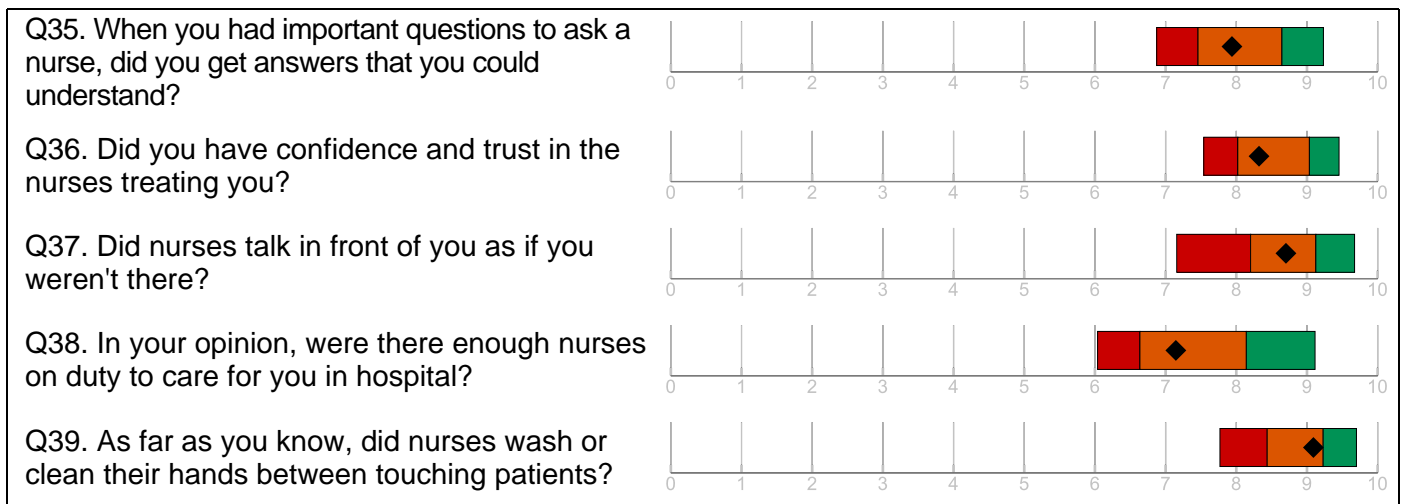 Q35. When you had important questions to ask a
nurse, did you get answers that you could
understand?
0 1 2 3 4 5 6 7 8 9 10
Q36. Did you have confidence and trust in the
nurses treating you?
0 1 2 3 4 5 6 7 8 9 10
Q37. Did nurses talk in front of you as if you
weren't there?
0 1 2 3 4 5 6 7 8 9 10
Q38. In your opinion, were there enough nurses
on duty to care for you in hospital?
0 1 2 3 4 5 6 7 8 9 10
Q39. As far as you know, did nurses wash or
clean their hands between touching patients?
0 1 2 3 4 5 6 7 8 9 10